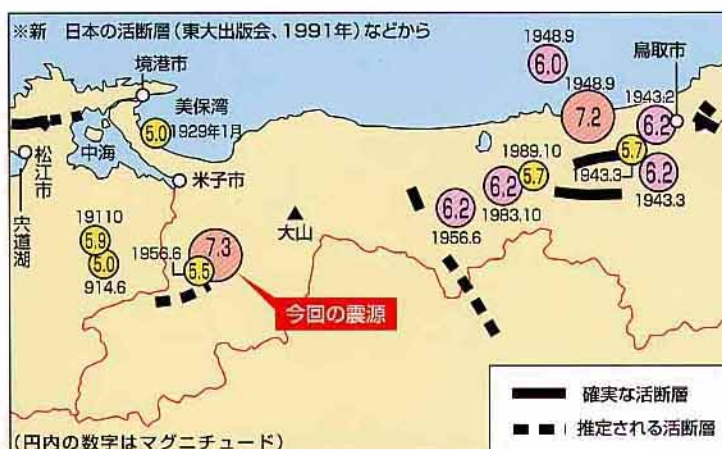 ※新 日本の活断層(東大出版会、1991年)などから
境港市
美保湾
5.0
1929年1月
中海
松江市
宍道湖
米子市
1948.9
6.0
1948.9
7.2
鳥取市
1943.2
6.2
5.7
1943.3
6.2
1943.3
1989.10
5.7
6.2
1983.10
6.2
1956.6
大山
19110
5.9
5.0
914.6
1956.6
5.5
7.3
今回の震源
確実な活断層
推定される活断層
(円内の数字はマグニチュード)